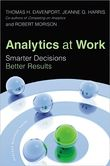 THOMAS H. DAVENPORT, JEANNE G. HARRIS
Co-authors of Competing on Analytics
and ROBERT MORISON
Analytics at Work
Smarter Decisions
Better Results